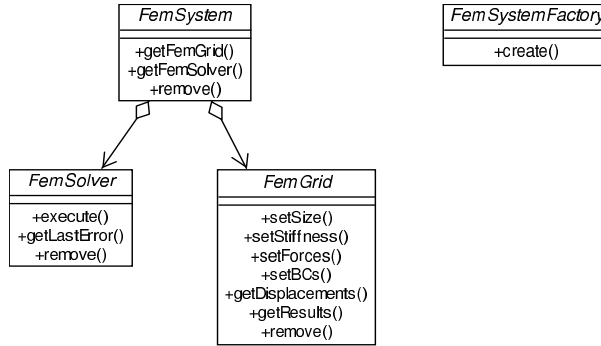 FemSystem
+getFemGrid()
+getFemSolver()
+remove()
FemSystemFactory
+create()
FemSolver
+execute()
+getLastError()
+remove()
FemGrid
+setSize()
+setStiffness()
+setForces()
+setBCs()
+getDisplacements()
+getResults()
+remove()